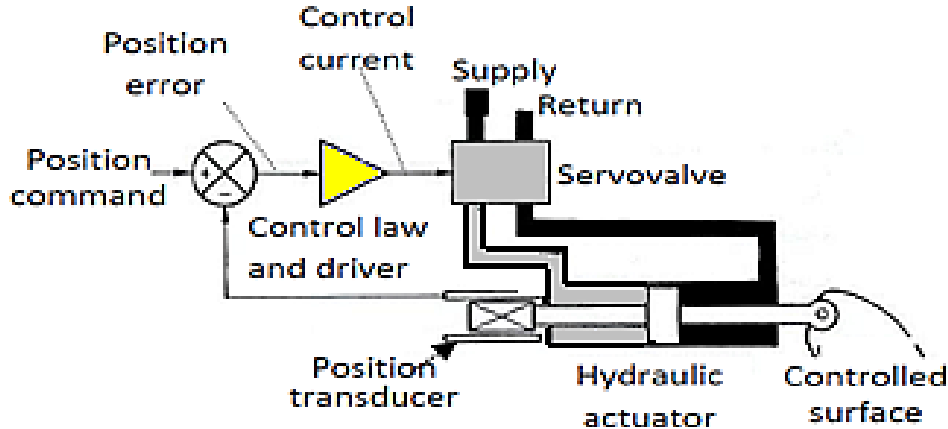 Control
current
Position
error
Supply
Return
Position
command
+
−
Servovalve
Control law
and driver
Position
transducer
Hydraulic
actuator
Controlled
surface